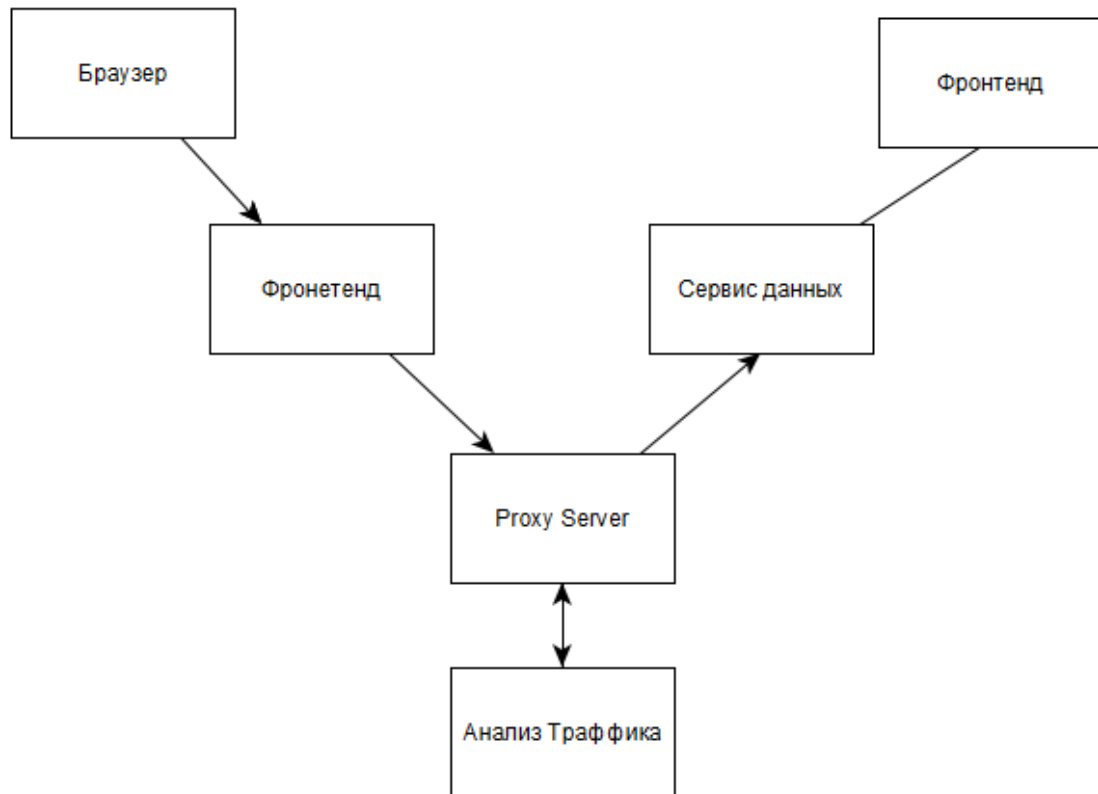 Браузер
Фронтенд
Фронетенд
Сервис данных
Proxy Server
Анализ Траффика